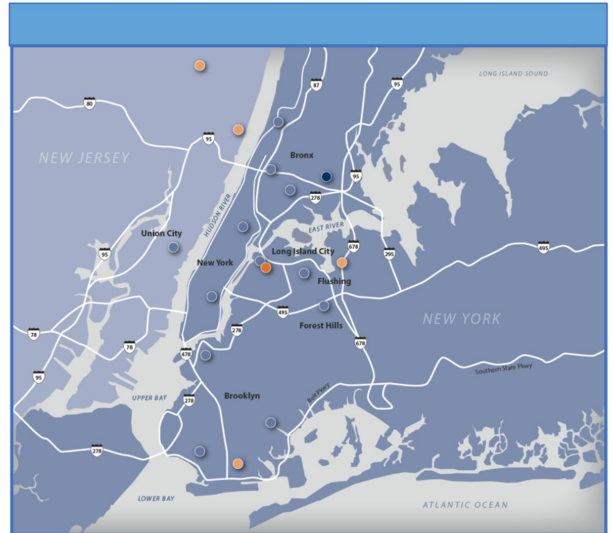 LONG ISLAND SOUND
87
95
80
95
NEW JERSEY
Bronx
95
278
HUDSON RIVER
EAST RIVER
Union City
678
495
95
Long Island City
295
New York
Flushing
495
278
NEW YORK
Forest Hills
78
78
678
478
95
Southern State Pkwy
UPPER BAY
278
Brooklyn
278
LOWER BAY
ATLANTIC OCEAN